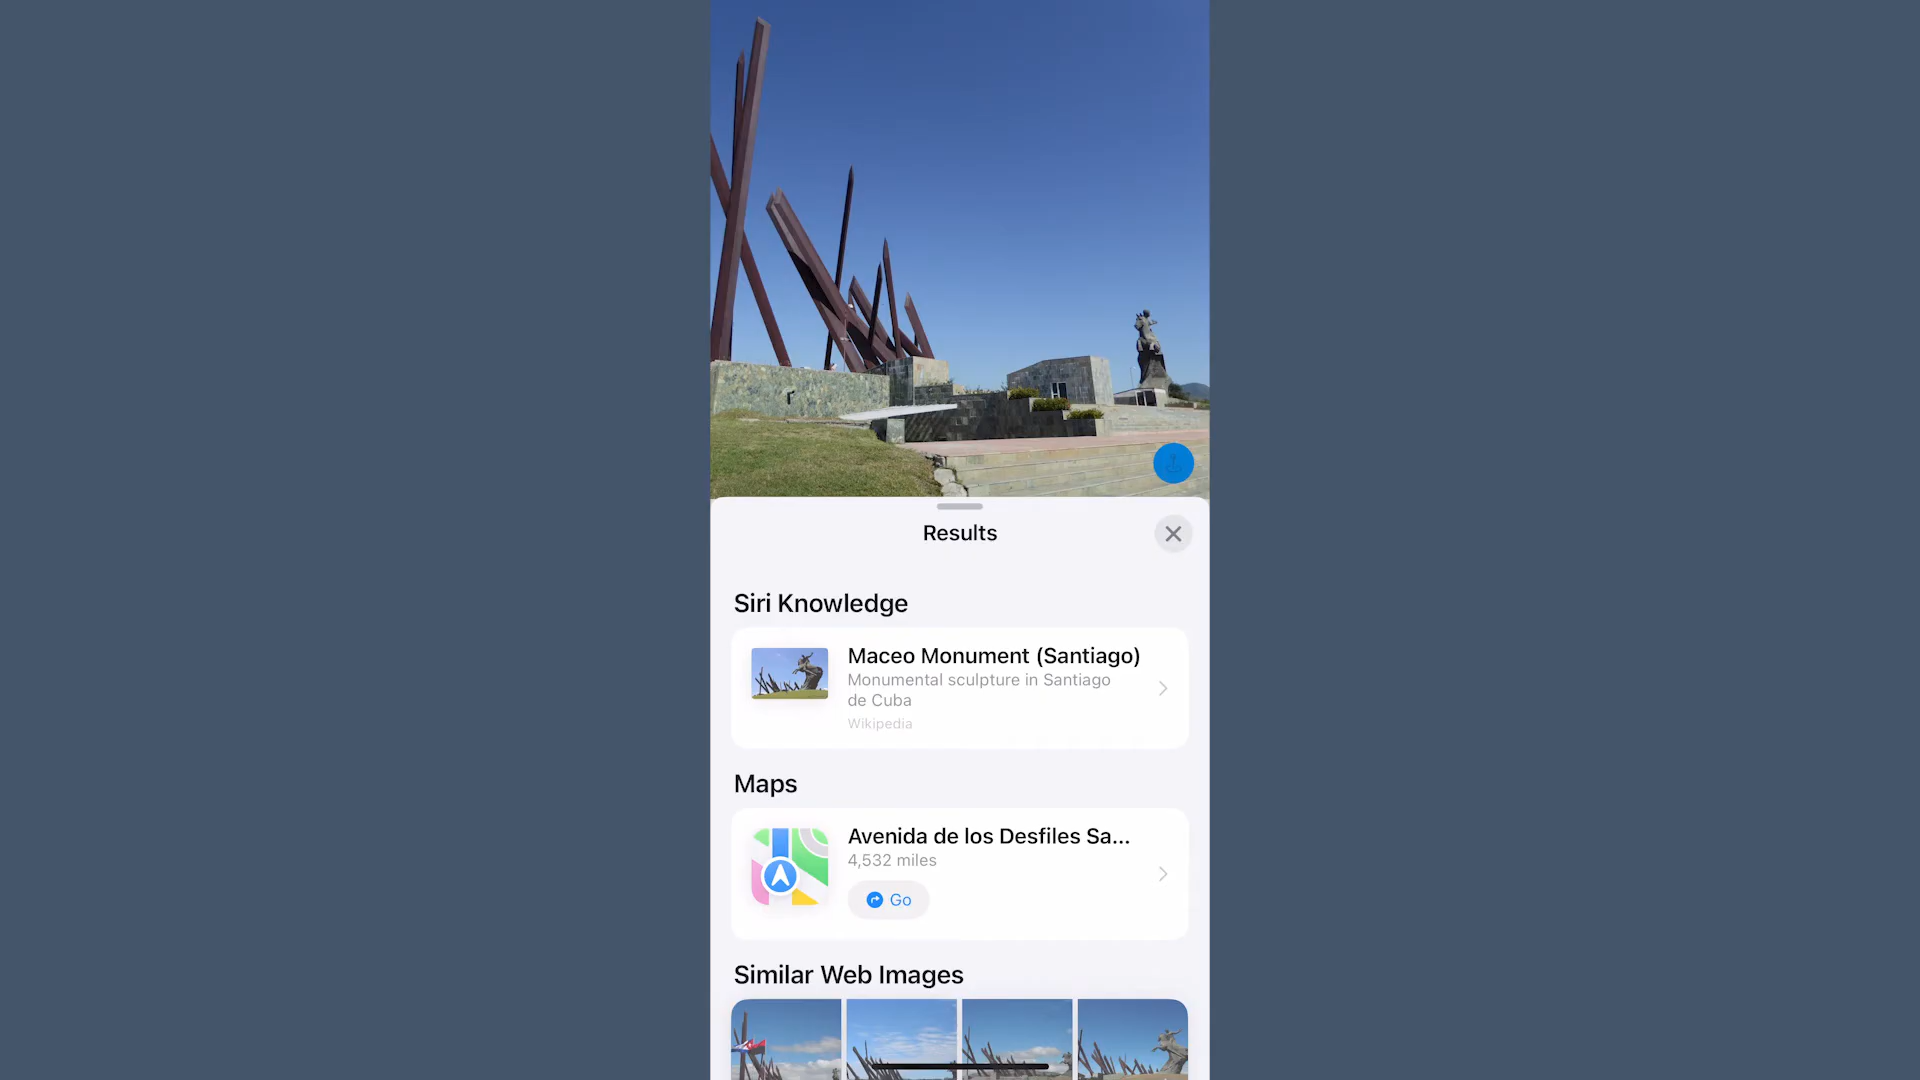 Results
Siri Knowledge
Maceo Monument (Santiago)
Monumental sculpture in Santiago
de Cuba
Wikipedia
Maps
Avenida de los Desfiles Sa...
4,532 miles
Go
Similar Web Images